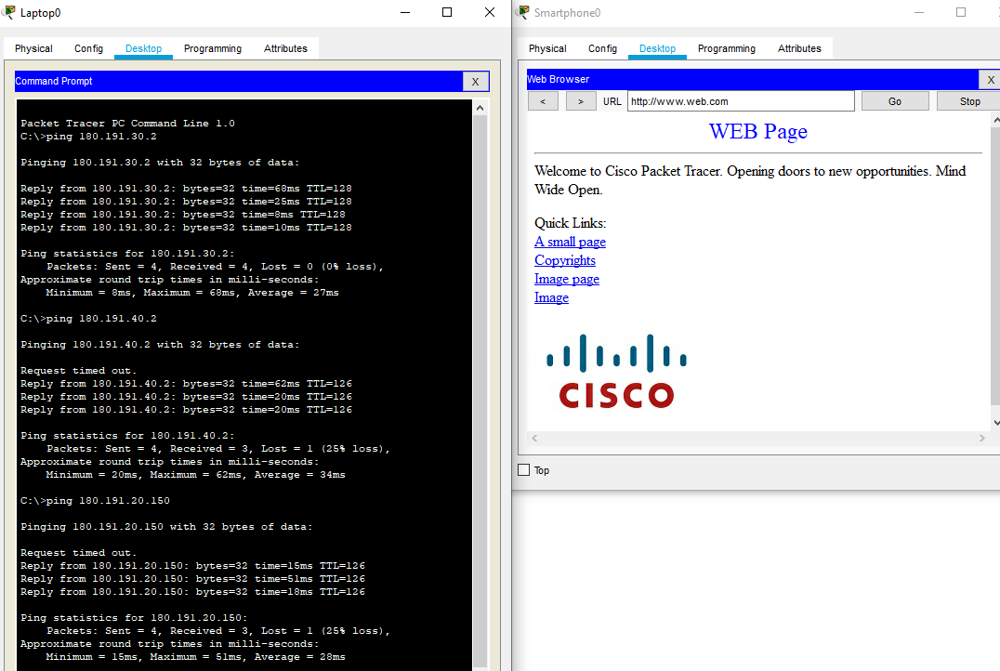 Laptop0
Physical Config Desktop Programming Attributes
Command Prompt X
Packet Tracer PC Command Line 1.0
C:\>ping 180.191.30.2
Pinging 180.191.30.2 with 32 bytes of data:
Reply from 180.191.30.2: bytes=32 time=68ms TTL=128
Reply from 180.191.30.2: bytes=32 time=25ms TTL=128
Reply from 180.191.30.2: bytes=32 time=8ms TTL=128
Reply from 180.191.30.2: bytes=32 time=10ms TTL=128
Ping statistics for 180.191.30.2:
Packets: Sent = 4, Received = 4, Lost = 0 (0% loss),
Approximate round trip times in milli-seconds:
Minimum = 8ms, Maximum = 68ms, Average = 27ms
C:\>ping 180.191.40.2
Pinging 180.191.40.2 with 32 bytes of data:
Request timed out.
Reply from 180.191.40.2: bytes=32 time=62ms TTL=126
Reply from 180.191.40.2: bytes=32 time=20ms TTL=126
Reply from 180.191.40.2: bytes=32 time=20ms TTL=126
Ping statistics for 180.191.40.2:
Packets: Sent = 4, Received = 3, Lost = 1 (25% loss),
Approximate round trip times in milli-seconds:
Minimum = 20ms, Maximum = 62ms, Average = 34ms
C:\>ping 180.191.20.150
Pinging 180.191.20.150 with 32 bytes of data:
Request timed out.
Reply from 180.191.20.150: bytes=32 time=15ms TTL=126
Reply from 180.191.20.150: bytes=32 time=51ms TTL=126
Reply from 180.191.20.150: bytes=32 time=18ms TTL=126
Ping statistics for 180.191.20.150:
Packets: Sent = 4, Received = 3, Lost = 1 (25% loss),
Approximate round trip times in milli-seconds:
Minimum = 15ms, Maximum = 51ms, Average = 28ms
Smartphone0
Physical Config Desktop Programming Attributes
Web Browser X
< > URL http://www.web.com Go Stop
WEB Page
Welcome to Cisco Packet Tracer. Opening doors to new opportunities. Mind
Wide Open.
Quick Links:
A small page
Copyrights
Image page
Image
CISCO
Top